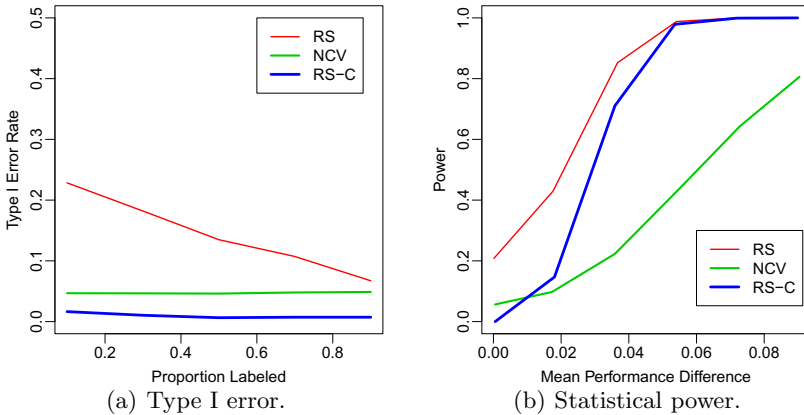 RS
NCV
RS-C
0.0 0.1 0.2 0.3 0.4 0.5
Type I Error Rate
0.2 0.4 0.6 0.8
Proportion Labeled
(a) Type I error.
RS
NCV
RS-C
0.0 0.2 0.4 0.6 0.8 1.0
Power
0.00 0.02 0.04 0.06 0.08
Mean Performance Difference
(b) Statistical power.